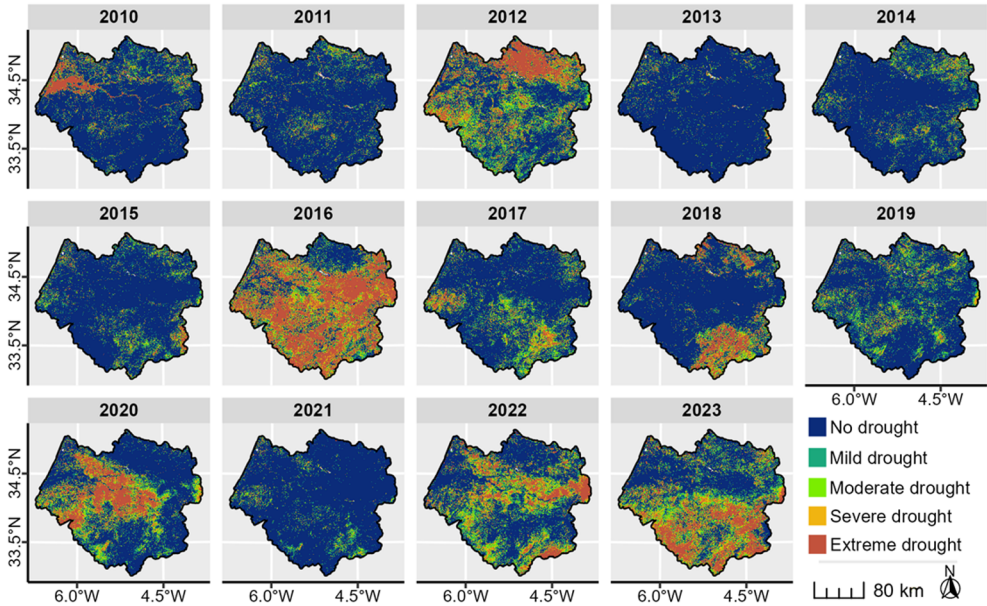 2010 2011 2012 2013 2014
34.5°N
33.5°N
2015 2016 2017 2018 2019
34.5°N
33.5°N
6.0°W 4.5°W
2020 2021 2022 2023
34.5°N
33.5°N
6.0°W 4.5°W 6.0°W 4.5°W 6.0°W 4.5°W 6.0°W 4.5°W
No drought
Mild drought
Moderate drought
Severe drought
Extreme drought
80 km
N